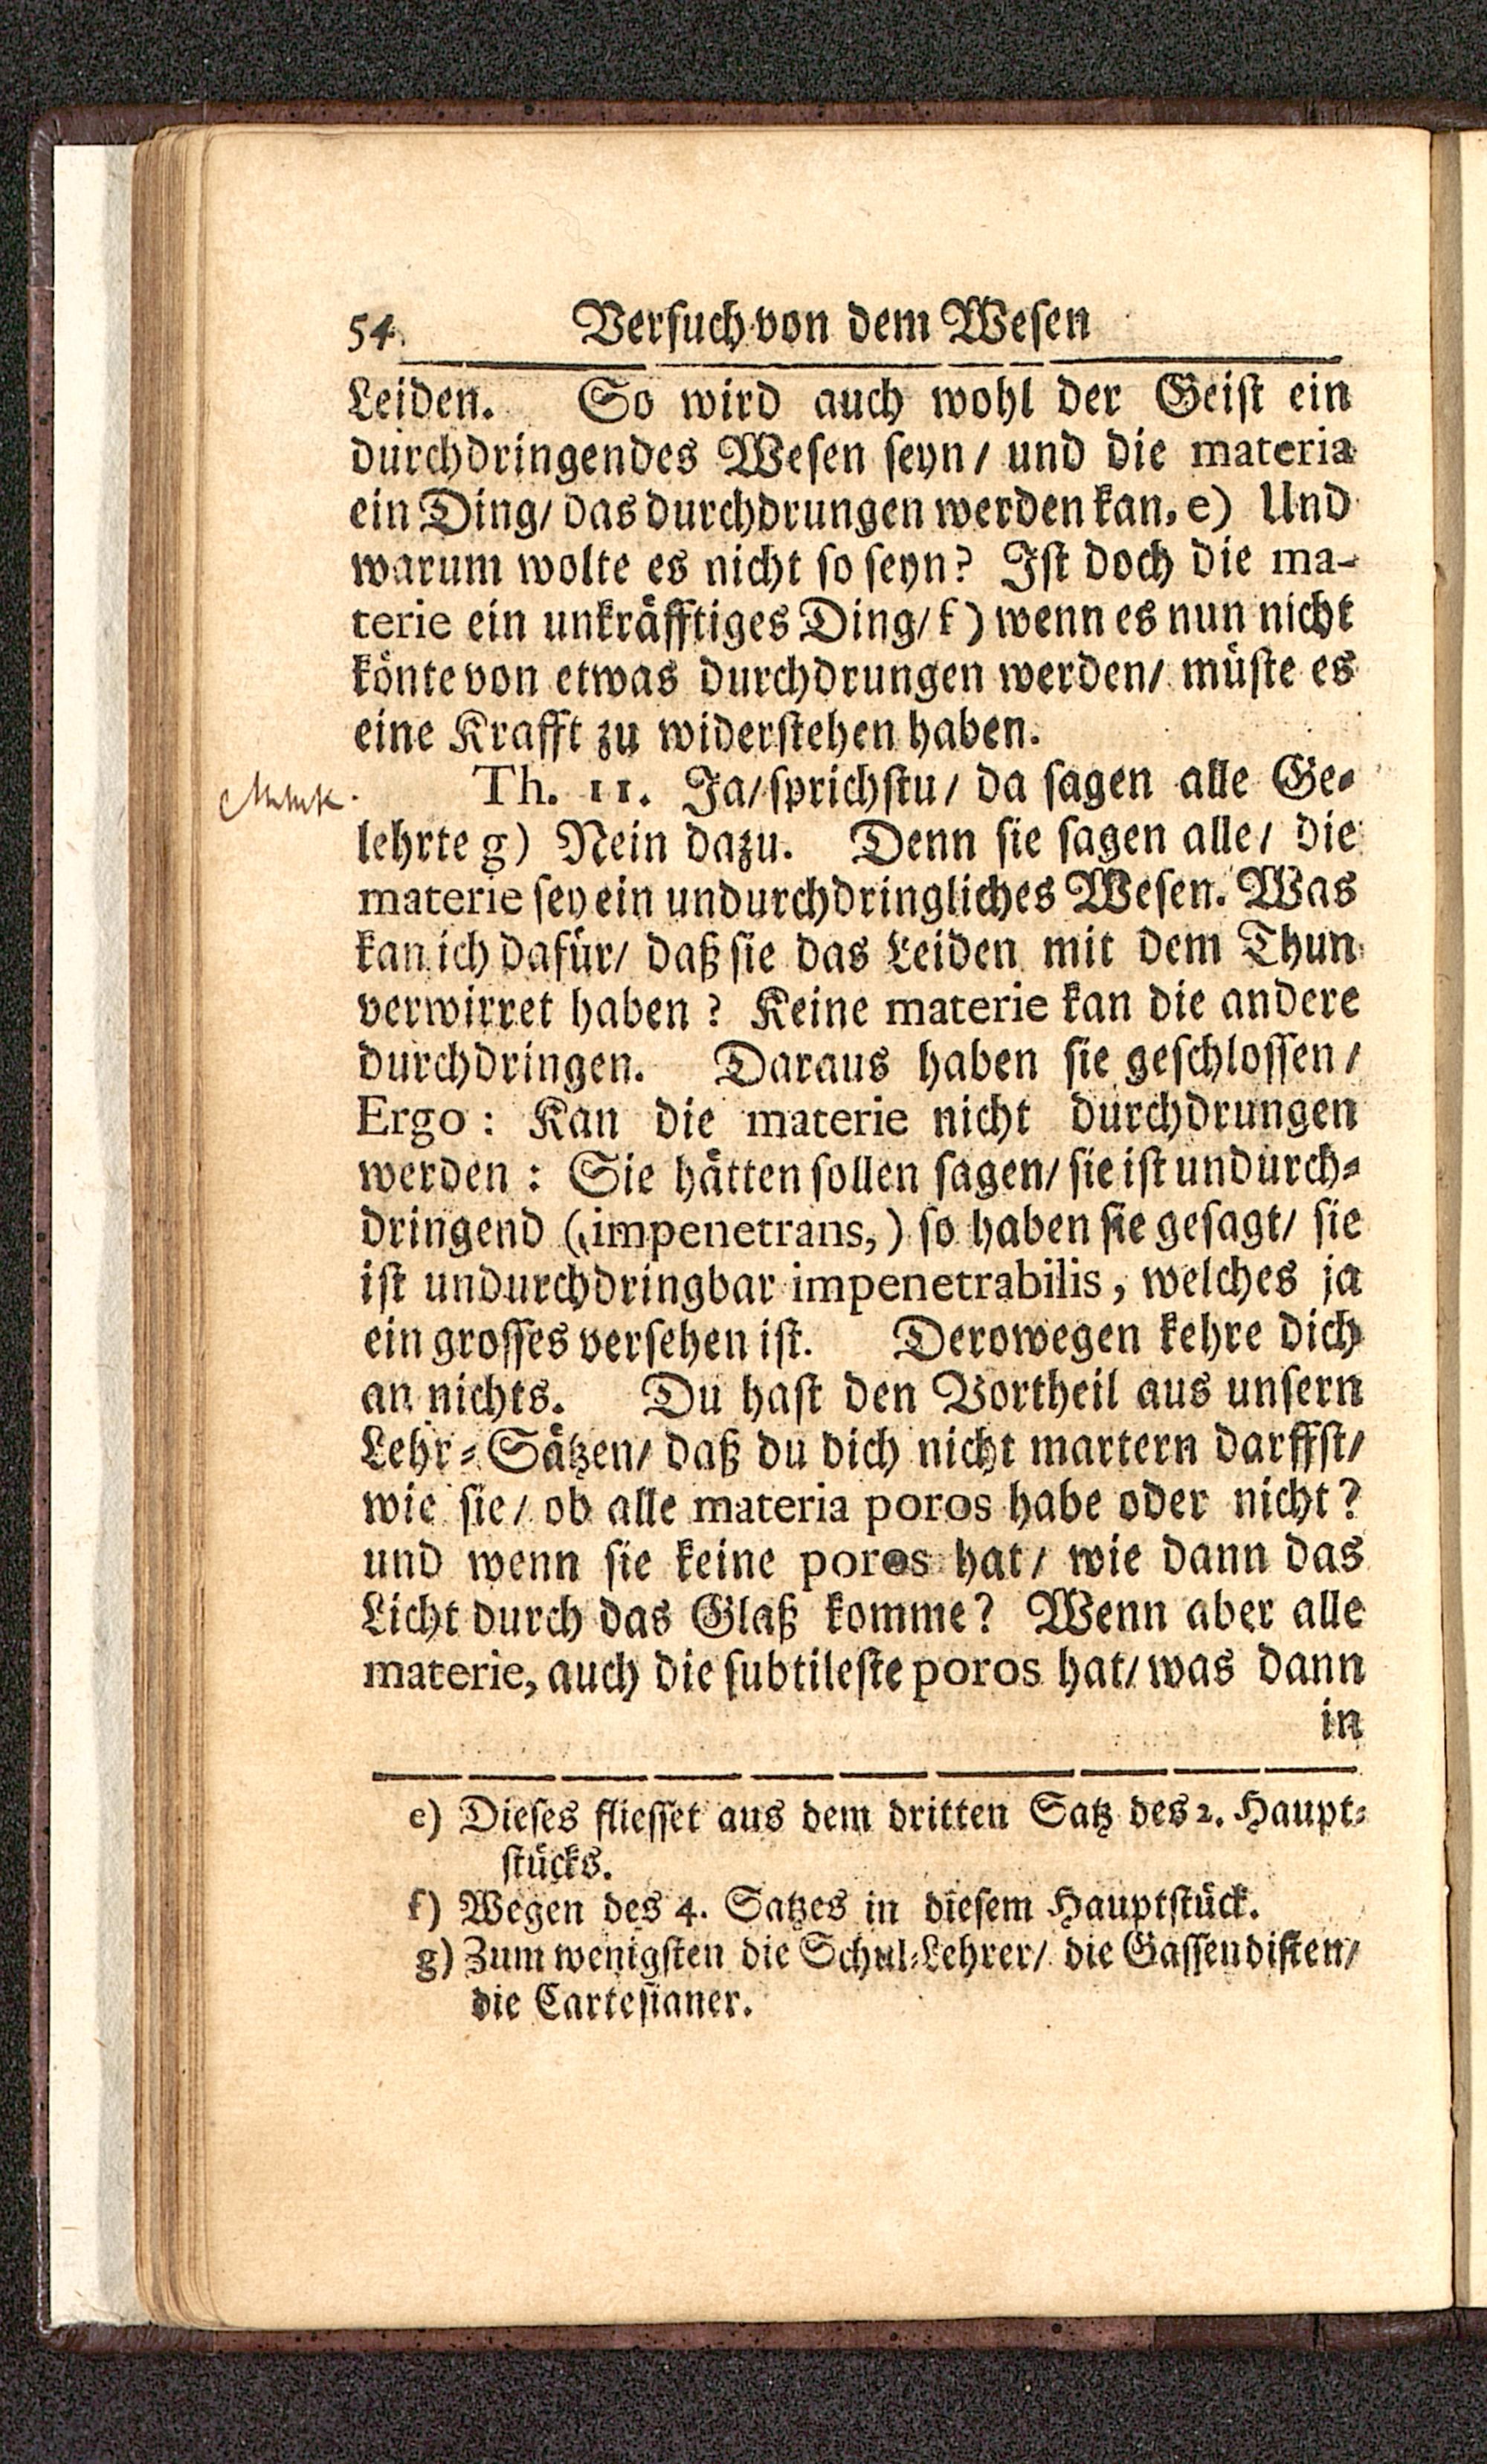 54. Versuch von dem Wesen
Leiden. So wird auch wohl der Geist ein
durchdringendes Wesen seyn / und die materia
ein Ding / das durchdrungen werden kan, e) Und
warum wolte es nicht so seyn? Ist doch die ma-
terie ein unkräfftiges Ding / f) wenn es nun nicht
könte von etwas durchdrungen werden / müste es
eine Krafft zu widerstehen haben.
Th. 11. Ja / sprichstu / da sagen alle Ge-
lehrte g) Nein dazu. Denn sie sagen alle / die
materie sey ein undurchdringliches Wesen. Was
kan ich dafür / daß sie das Leiden mit dem Thun
verwirret haben? Keine materie kan die andere
durchdringen. Daraus haben sie geschlossen /
Ergo: Kan die materie nicht durchdrungen
werden: Sie hätten sollen sagen / sie ist undurch-
dringend (impenetrans,) so haben sie gesagt / sie
ist undurchdringbar impenetrabilis, welches ja
ein grosses versehen ist. Derowegen kehre dich
an nichts. Du hast den Vortheil aus unsern
Lehr-Sätzen / daß du dich nicht martern darffst /
wie sie / ob alle materia poros habe oder nicht?
und wenn sie keine poros hat / wie dann das
Licht durch das Glaß komme? Wenn aber alle
materie, auch die subtileste poros hat / was dann
in
e) Dieses fliesset aus dem dritten Satz des 2. Haupt-
stücks.
f) Wegen des 4. Satzes in diesem Hauptstück.
g) Zum wenigsten die Schul-Lehrer / die Gassendisten /
die Cartesianer.